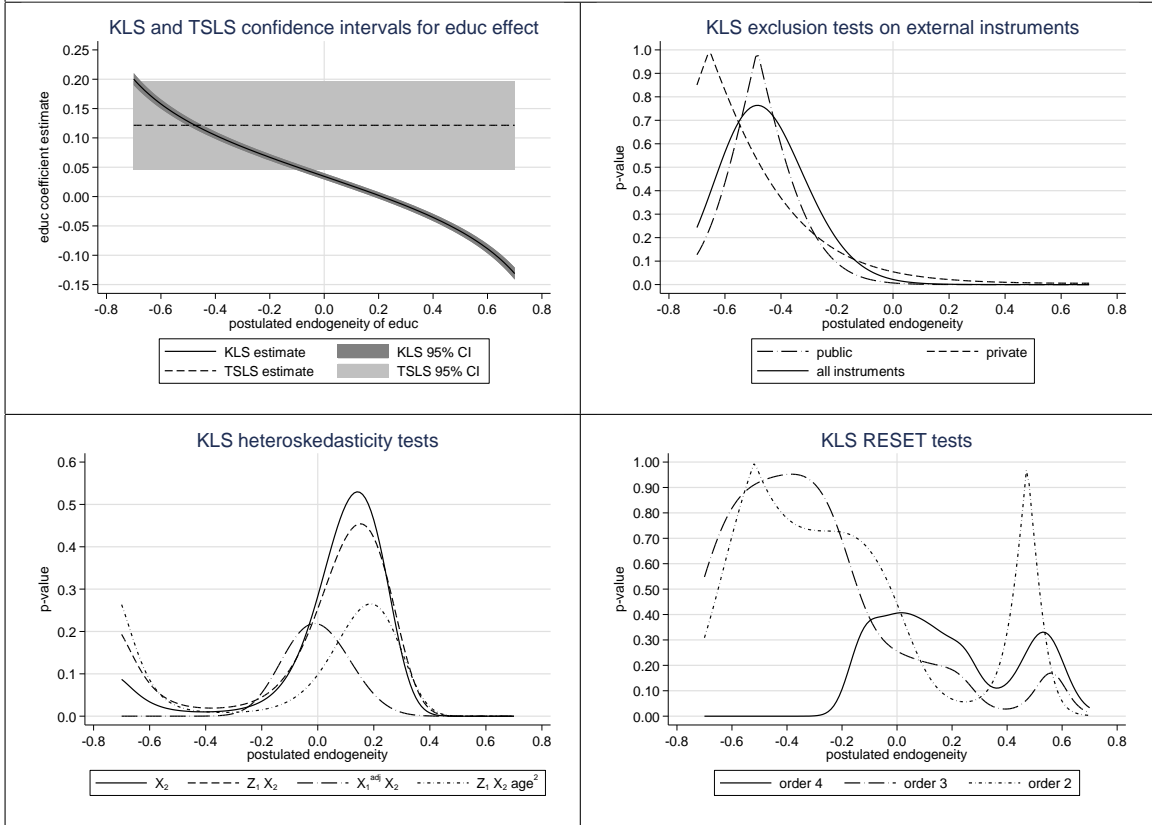 KLS and TSLS confidence intervals for educ effect
educ coefficient estimate
0.25
0.20
0.15
0.10
0.05
0.00
-0.05
-0.10
-0.15
-0.8 -0.6 -0.4 -0.2 0.0 0.2 0.4 0.6 0.8
postulated endogeneity of educ
KLS estimate KLS 95% CI
TSLS estimate TSLS 95% CI
KLS exclusion tests on external instruments
p-value
1.0
0.9
0.8
0.7
0.6
0.5
0.4
0.3
0.2
0.1
0.0
-0.8 -0.6 -0.4 -0.2 0.0 0.2 0.4 0.6 0.8
postulated endogeneity
public private
all instruments
KLS heteroskedasticity tests
p-value
0.6
0.5
0.4
0.3
0.2
0.1
0.0
-0.8 -0.6 -0.4 -0.2 0.0 0.2 0.4 0.6 0.8
postulated endogeneity
X₂ Z₁ X₂ X₁ᵃᵈʲ X₂ Z₁ X₂ age²
KLS RESET tests
p-value
1.00
0.90
0.80
0.70
0.60
0.50
0.40
0.30
0.20
0.10
0.00
-0.8 -0.6 -0.4 -0.2 0.0 0.2 0.4 0.6 0.8
postulated endogeneity
order 4 order 3 order 2